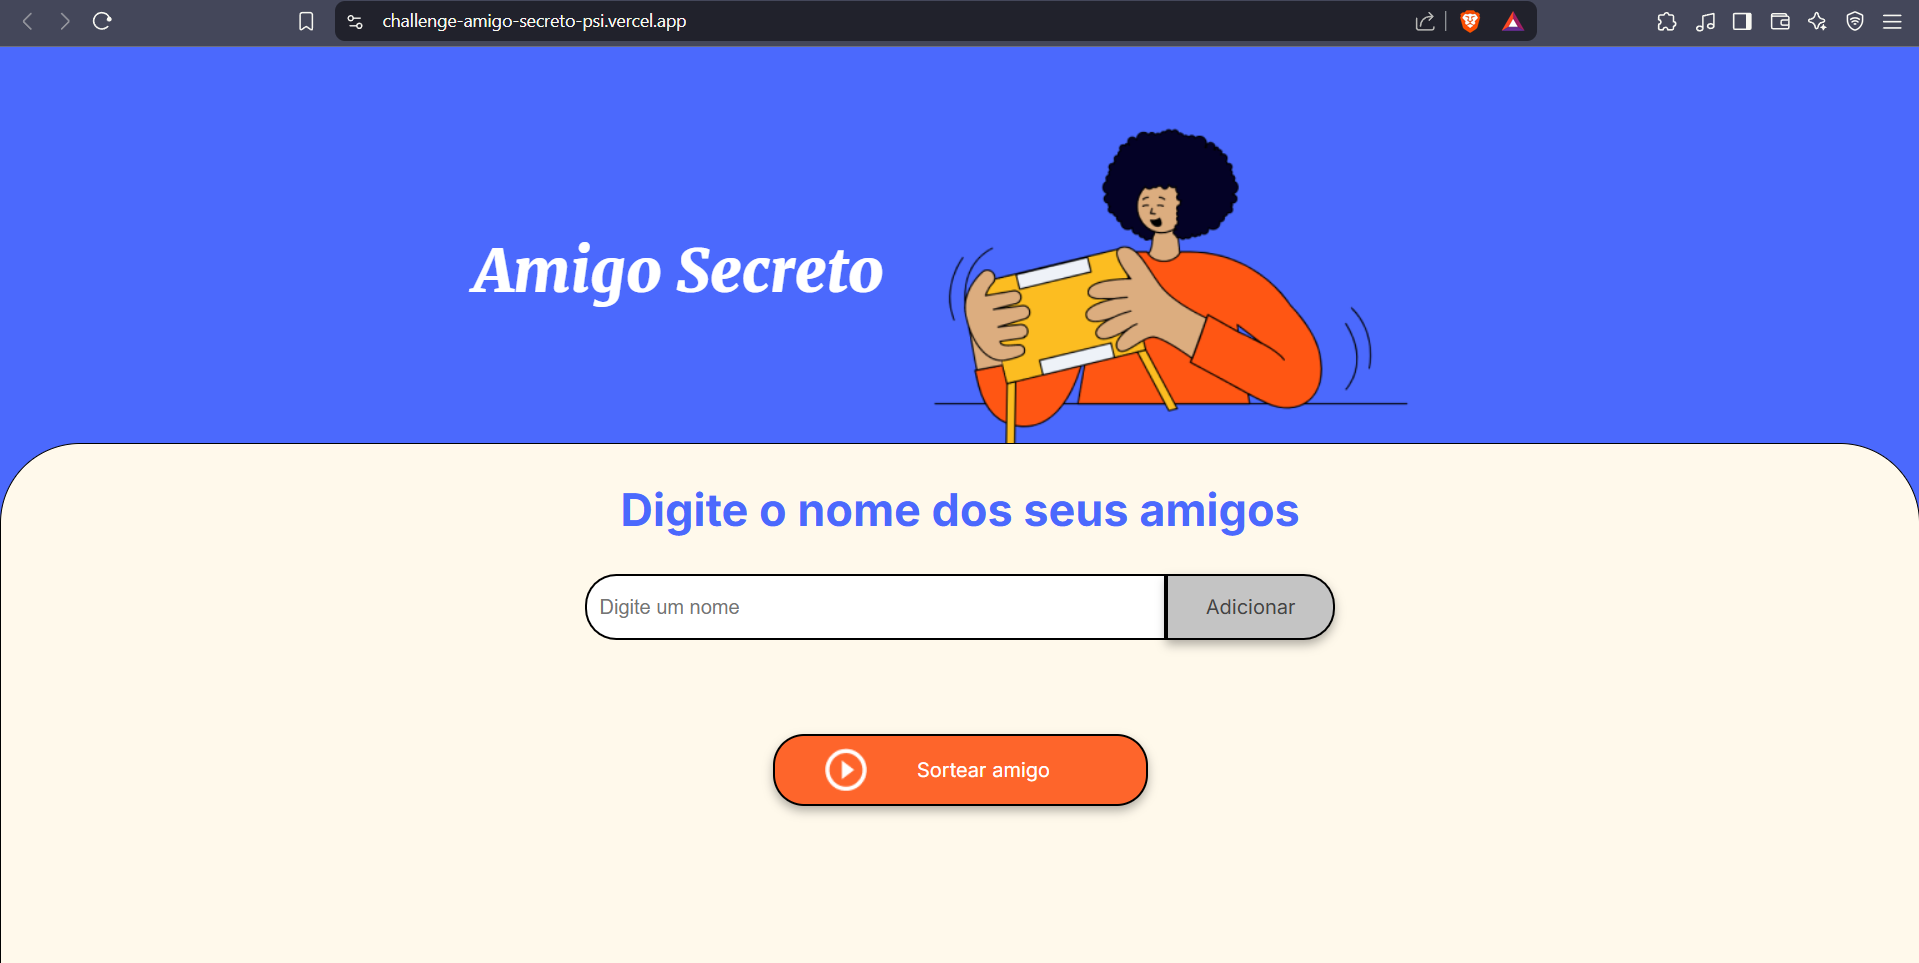 challenge-amigo-secreto-psi.vercel.app
Amigo Secreto
Digite o nome dos seus amigos
Digite um nome
Adicionar
Sortear amigo